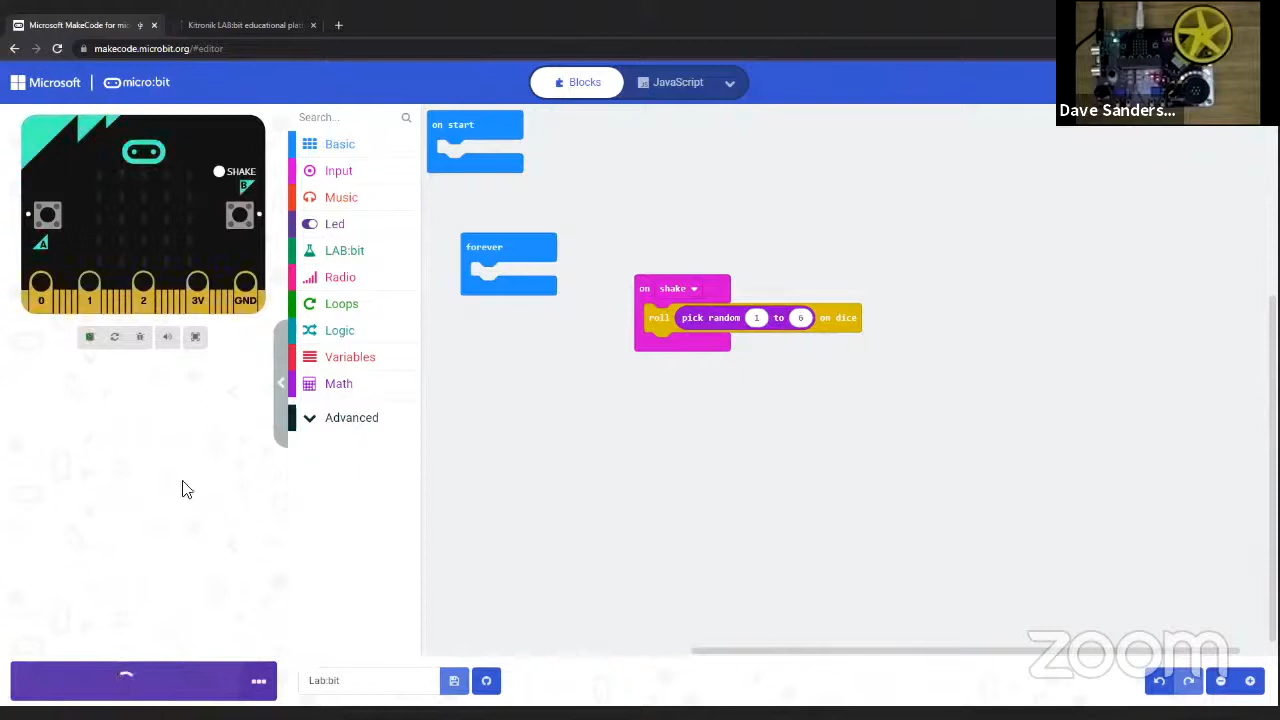 Microsoft MakeCode for mic
Kitronik LAB:bit educational plat
makecode.microbit.org/#editor
Microsoft
micro:bit
Blocks
JavaScript
Dave Sanders...
SHAKE
B
A
0 1 2 3V GND
Search...
Basic
Input
Music
Led
LAB:bit
Radio
Loops
Logic
Variables
Math
Advanced
on start
forever
on shake
roll pick random 1 to 6 on dice
Lab:bit
zoom